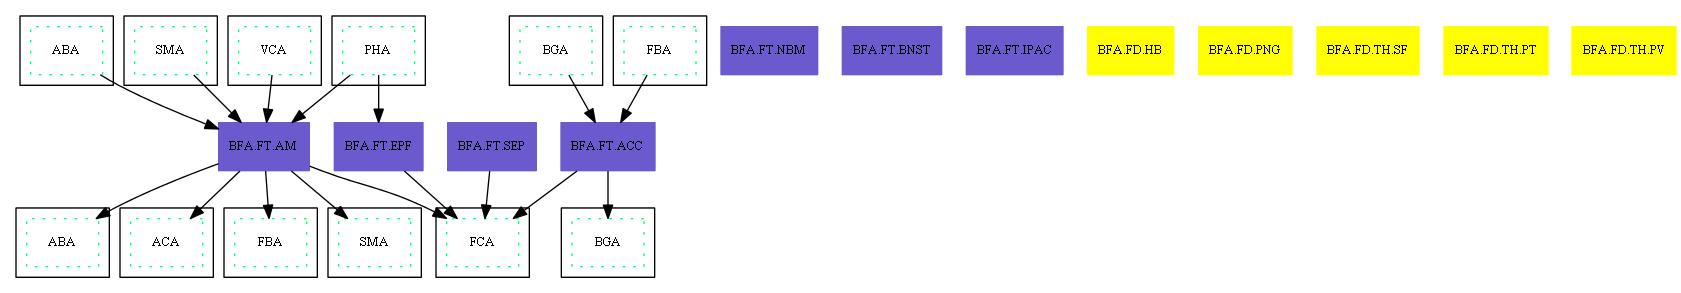 ABA
SMA
VCA
PHA
BGA
FBA
BFA.FT.NBM
BFA.FT.BNST
BFA.FT.IPAC
BFA.FD.HB
BFA.FD.PNG
BFA.FD.TH.SF
BFA.FD.TH.PT
BFA.FD.TH.PV
BFA.FT.AM
BFA.FT.EPF
BFA.FT.SEP
BFA.FT.ACC
ABA
ACA
FBA
SMA
FCA
BGA